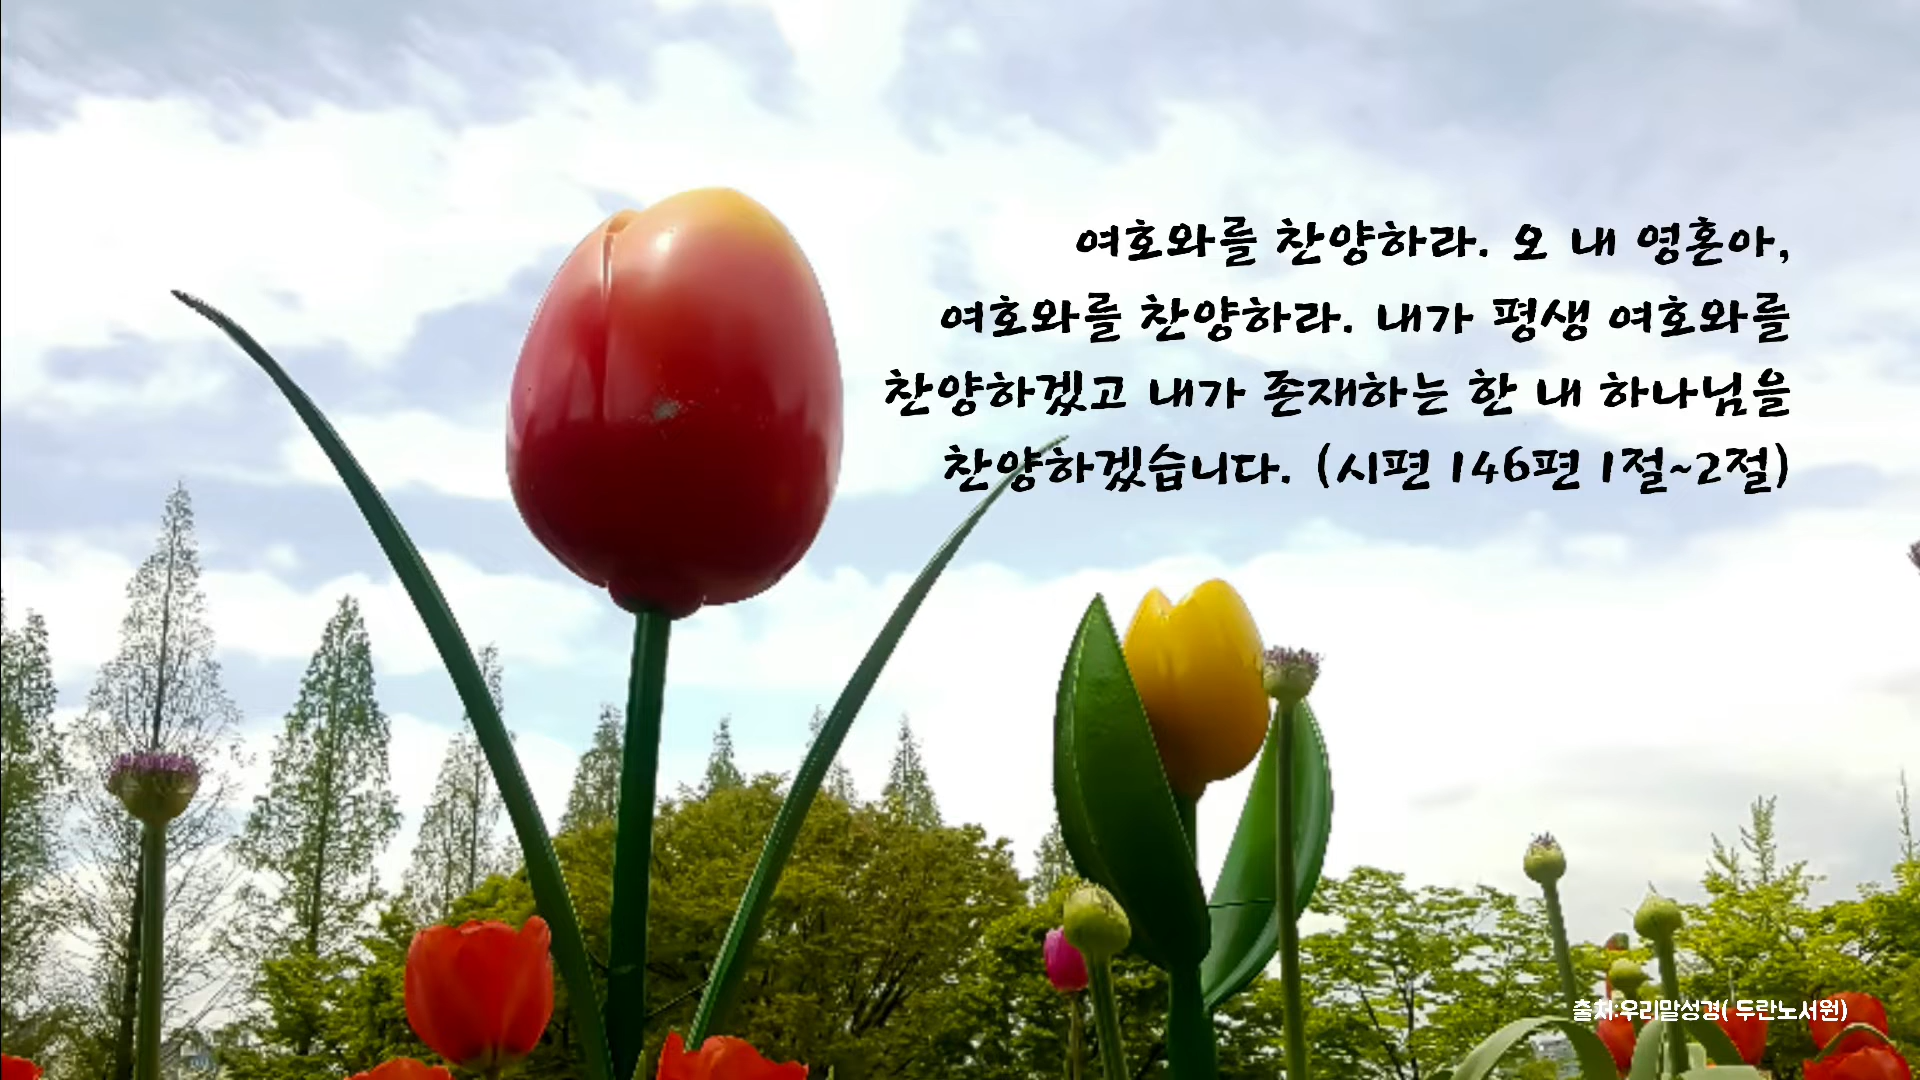 여호와를 찬양하라. 오 내 영혼아,
여호와를 찬양하라. 내가 평생 여호와를
찬양하겠고 내가 존재하는 한 내 하나님을
찬양하겠습니다. (시편 146편 1절~2절)
출처:우리말성경( 두란노서원)